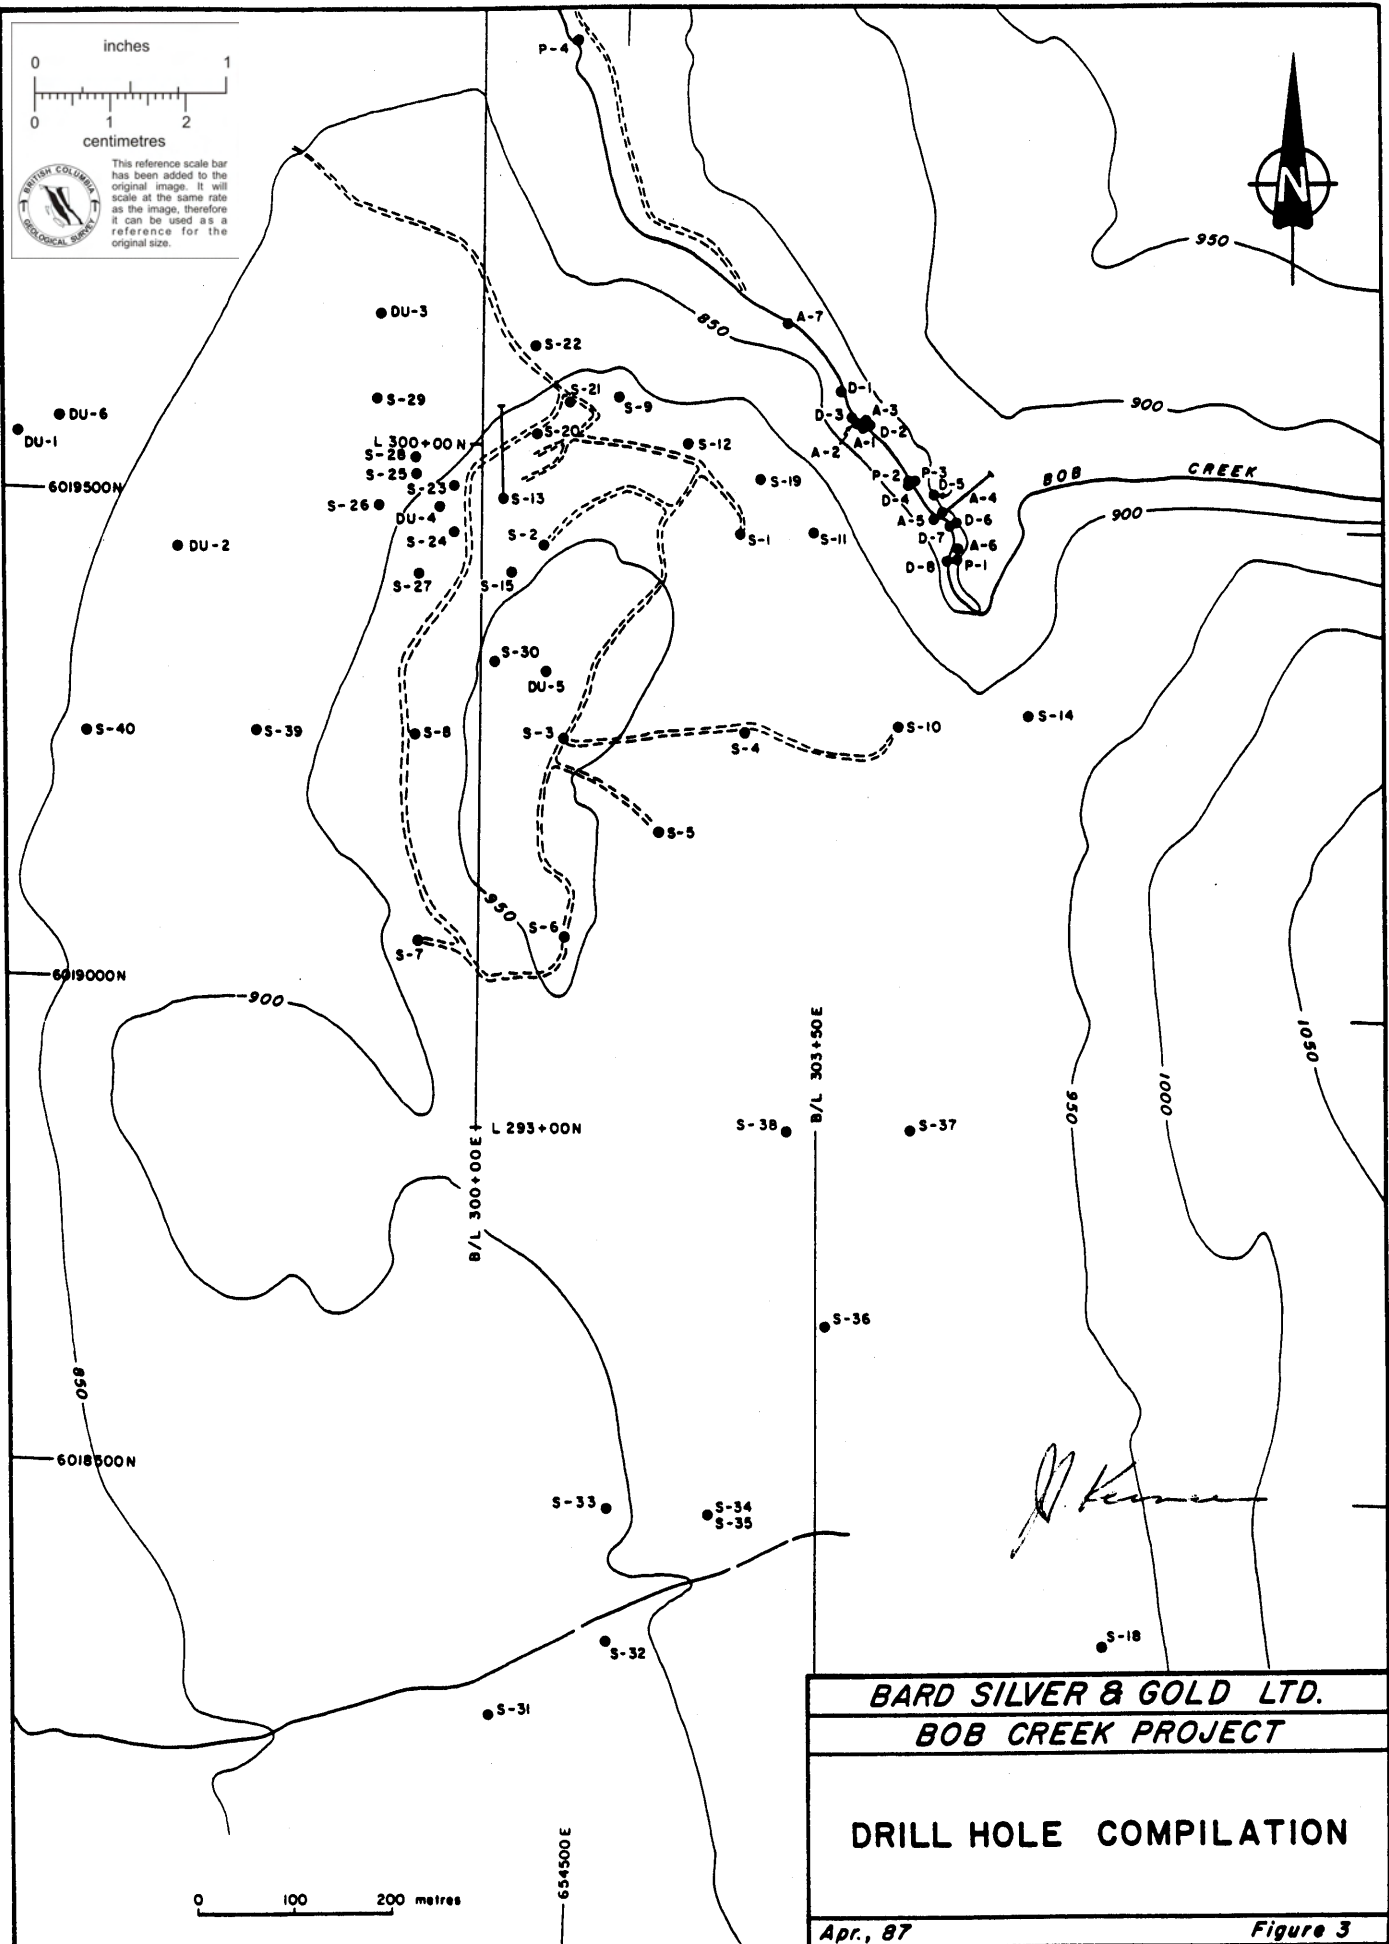 inches
0 1
0 1 2
centimetres
This reference scale bar
has been added to the
original image. It will
scale at the same rate
as the image, therefore
it can be used as a
reference for the
original size.
BRITISH COLUMBIA
GEOLOGICAL SURVEY
N
P-4
950
850
A-7
DU-3
S-22
D-1
S-29
S-21
S-9
DU-6
DU-1
D-3
A-3
D-2
A-1
A-2
900
L 300+00 N
S-20
S-12
S-28
S-25
S-23
S-13
S-19
P-2
P-3
D-4
D-5
BOB CREEK
6019500N
S-26
DU-4
A-5
A-4
900
D-6
D-7
DU-2
S-24
S-2
S-1
S-11
A-6
D-8
P-1
S-27
S-15
S-30
DU-5
S-40
S-39
S-8
S-3
S-4
S-10
S-14
S-5
950
S-6
S-7
6019000N
900
B/L 303+50E
1050
950
1000
L 293+00N
S-38
S-37
B/L 300+00E
S-36
850
6018500N
S-33
S-34
S-35
S-32
S-18
S-31
BARD SILVER & GOLD LTD.
BOB CREEK PROJECT
DRILL HOLE COMPILATION
654500E
0 100 200 metres
Apr., 87 Figure 3